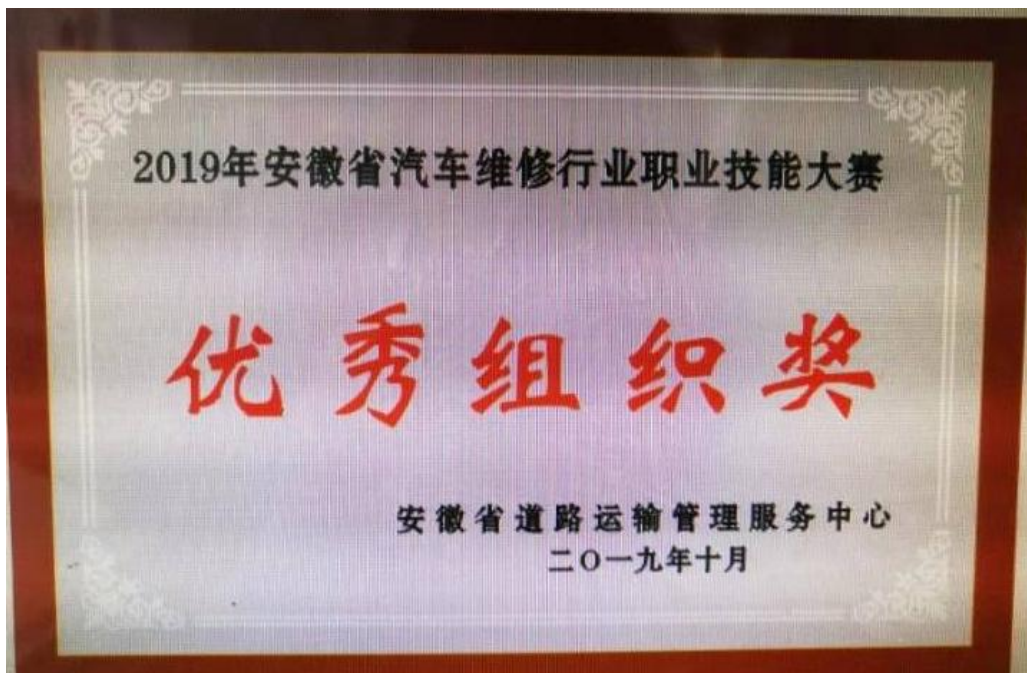 2019年安徽省汽车维修行业职业技能大赛
优秀组织奖
安徽省道路运输管理服务中心
二〇一九年十月